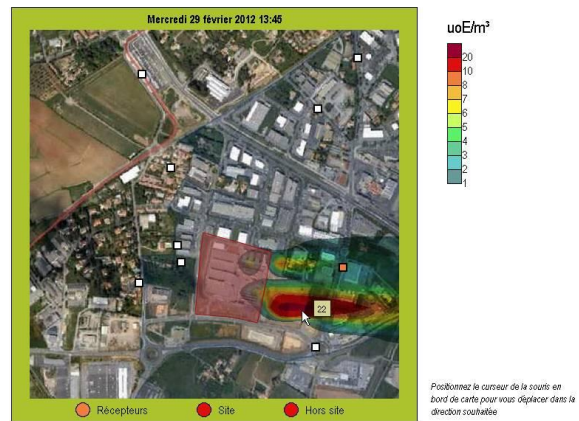 Mercredi 29 février 2012 13:45
uoE/m³
20
10
8
7
6
5
4
3
2
1
22
Positionnez le curseur de la souris en
bord de carte pour vous déplacer dans la
direction souhaitée
Récepteurs
Site
Hors site